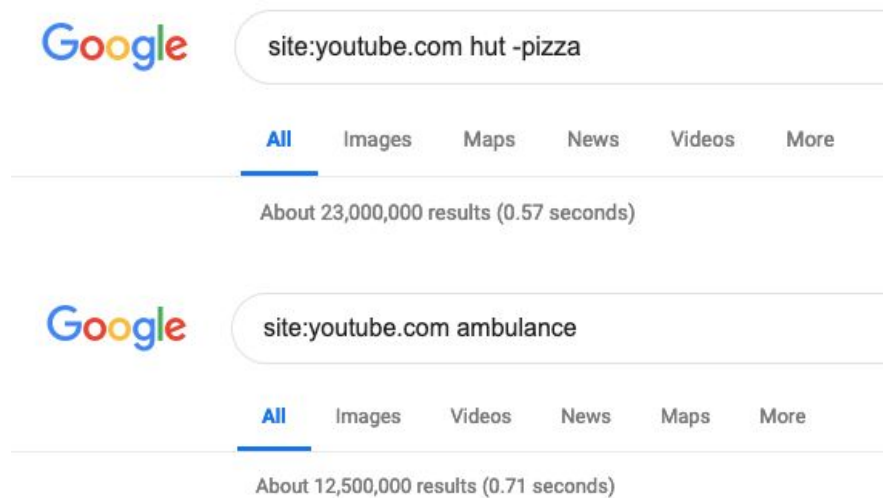 Google site:youtube.com hut -pizza
All Images Maps News Videos More
About 23,000,000 results (0.57 seconds)
Google site:youtube.com ambulance
All Images Videos News Maps More
About 12,500,000 results (0.71 seconds)